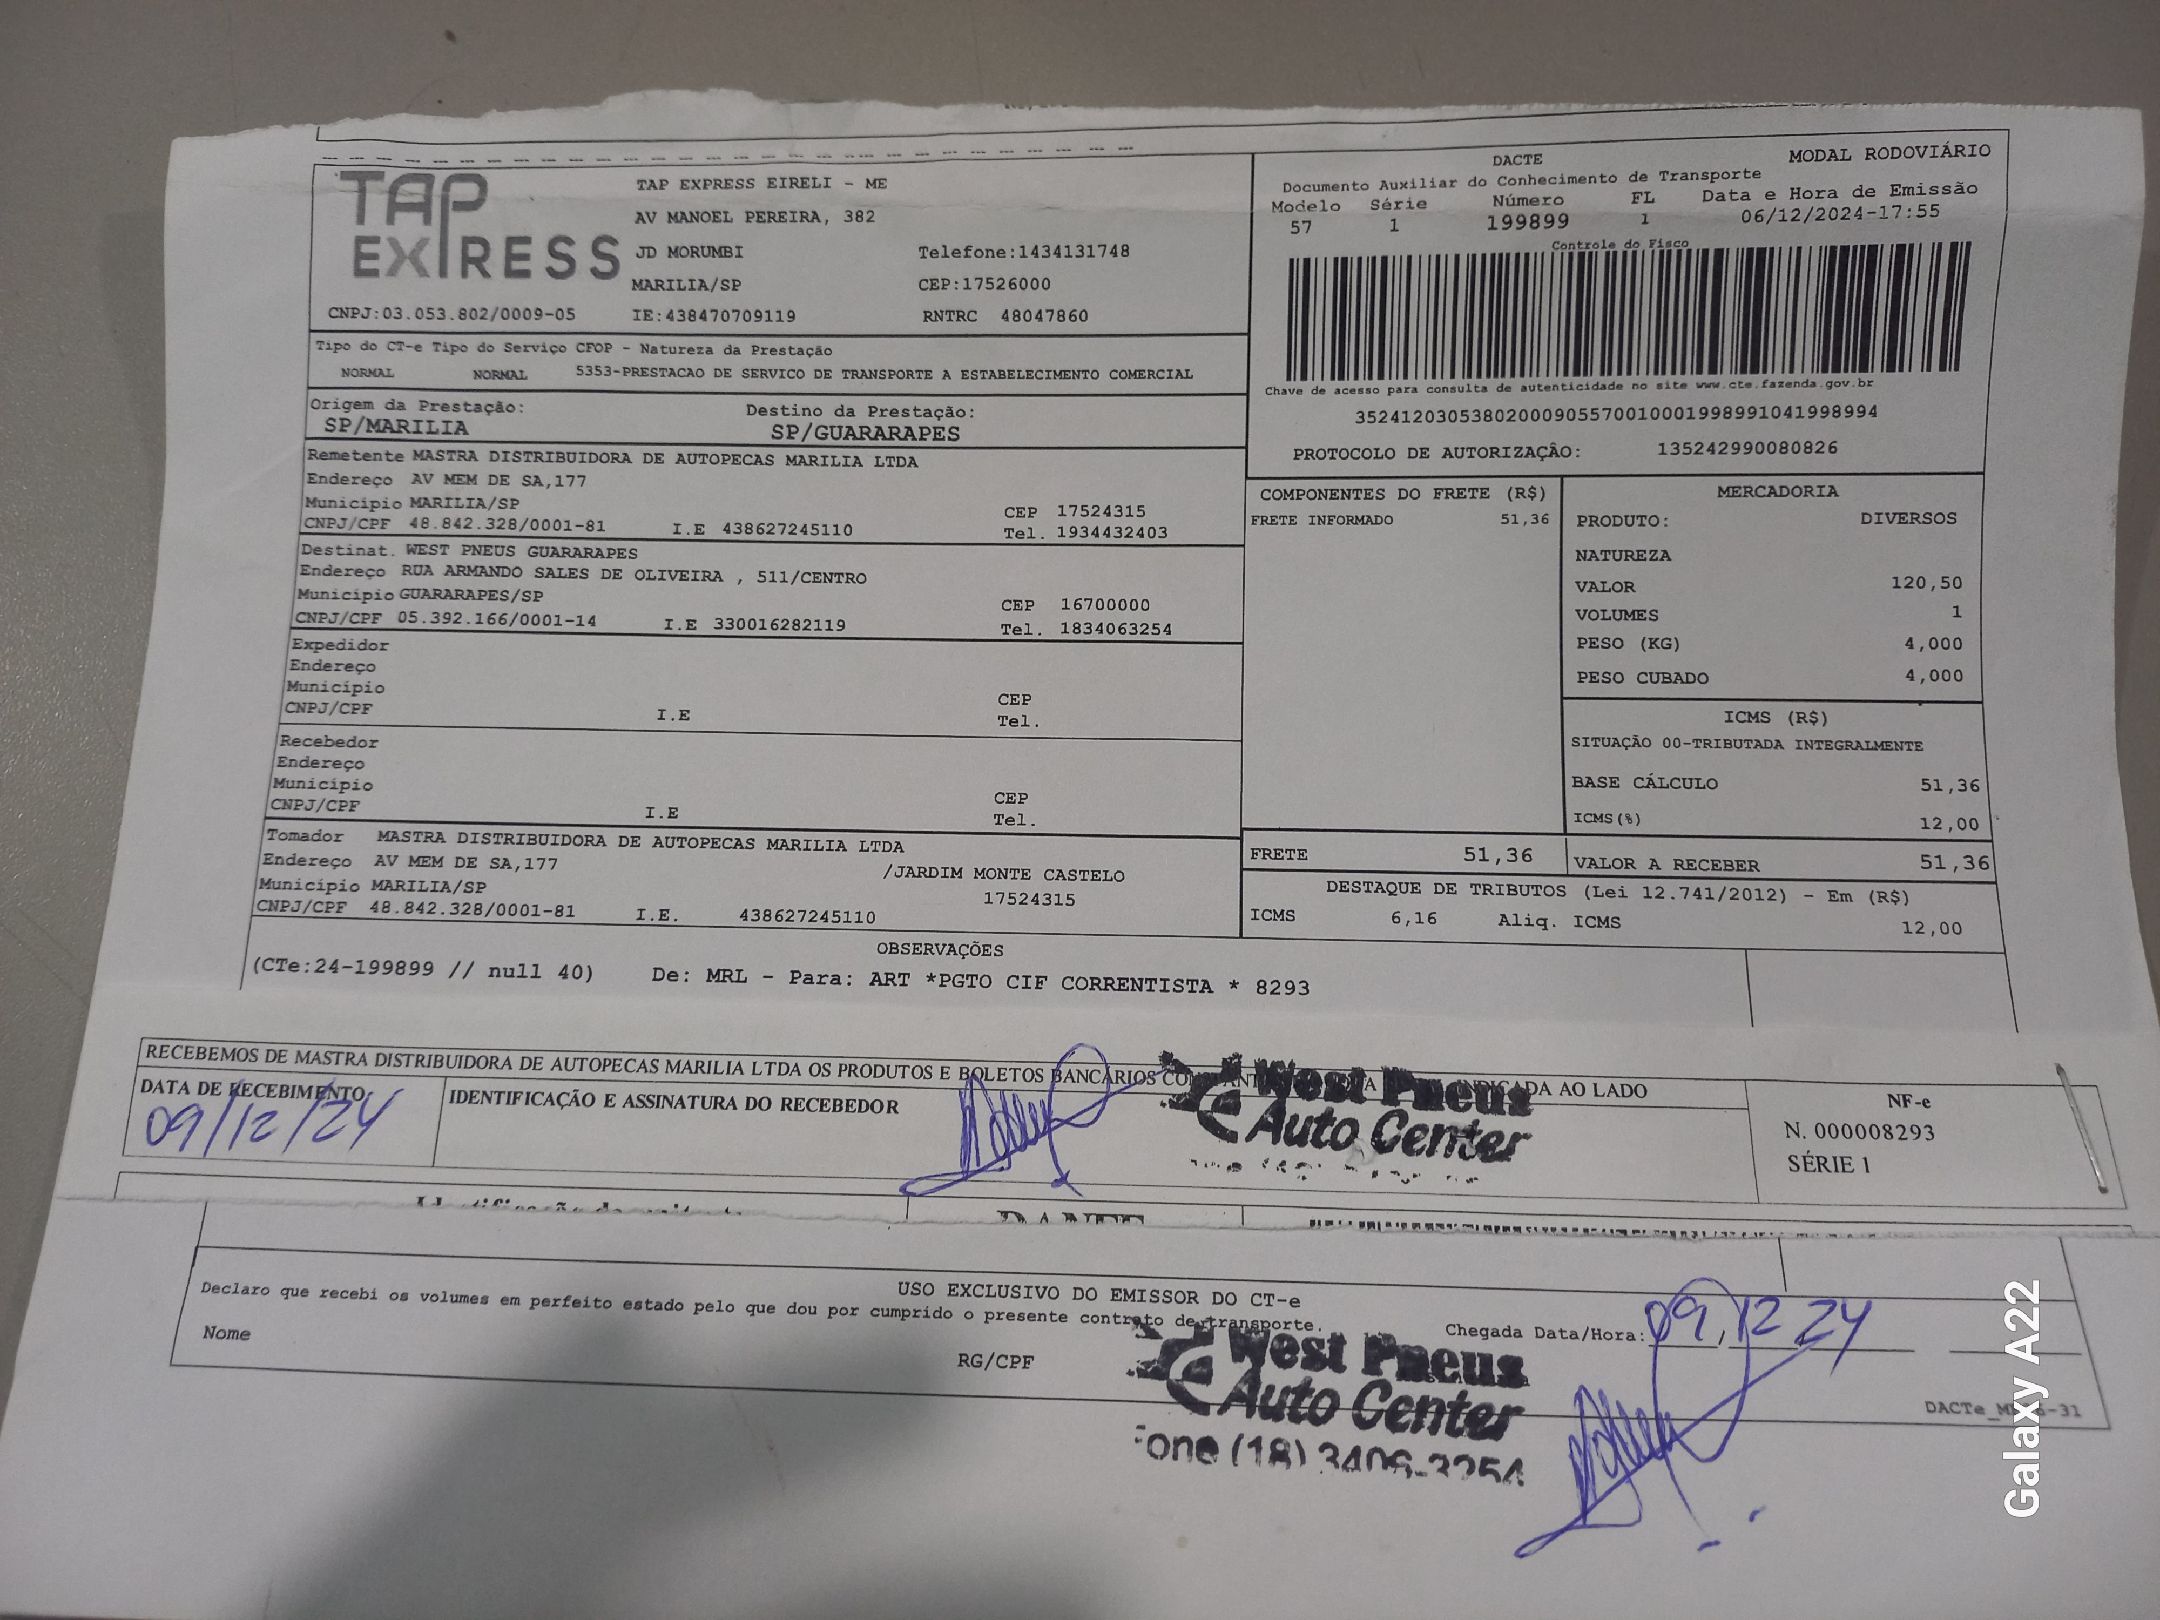 TAP EXPRESS
TAP EXPRESS EIRELI - ME
AV MANOEL PEREIRA, 382
JD MORUMBI Telefone:1434131748
MARILIA/SP CEP:17526000
CNPJ:03.053.802/0009-05 IE:438470709119 RNTRC 48047860
DACTE MODAL RODOVIÁRIO
Documento Auxiliar do Conhecimento de Transporte
Modelo Série Número FL Data e Hora de Emissão
57 1 199899 1 06/12/2024-17:55
Controle do Fisco
Chave de acesso para consulta de autenticidade no site www.cte.fazenda.gov.br
35241203053802000905570010001998991041998994
PROTOCOLO DE AUTORIZAÇÂO: 135242990080826
Tipo do CT-e Tipo do Serviço CFOP - Natureza da Prestação
NORMAL NORMAL 5353-PRESTACAO DE SERVICO DE TRANSPORTE A ESTABELECIMENTO COMERCIAL
Origem da Prestação: Destino da Prestação:
SP/MARILIA SP/GUARARAPES
Remetente MASTRA DISTRIBUIDORA DE AUTOPECAS MARILIA LTDA
Endereço AV MEM DE SA,177
Município MARILIA/SP CEP 17524315
CNPJ/CPF 48.842.328/0001-81 I.E 438627245110 Tel. 1934432403
Destinat. WEST PNEUS GUARARAPES
Endereço RUA ARMANDO SALES DE OLIVEIRA , 511/CENTRO
Município GUARARAPES/SP CEP 16700000
CNPJ/CPF 05.392.166/0001-14 I.E 330016282119 Tel. 1834063254
Expedidor
Endereço
Município CEP
CNPJ/CPF I.E Tel.
Recebedor
Endereço
Município CEP
CNPJ/CPF I.E Tel.
Tomador MASTRA DISTRIBUIDORA DE AUTOPECAS MARILIA LTDA
Endereço AV MEM DE SA,177 /JARDIM MONTE CASTELO
Município MARILIA/SP 17524315
CNPJ/CPF 48.842.328/0001-81 I.E. 438627245110
COMPONENTES DO FRETE (R$)
FRETE INFORMADO 51,36
MERCADORIA
PRODUTO: DIVERSOS
NATUREZA
VALOR 120,50
VOLUMES 1
PESO (KG) 4,000
PESO CUBADO 4,000
ICMS (R$)
SITUAÇÃO 00-TRIBUTADA INTEGRALMENTE
BASE CÁLCULO 51,36
ICMS(%) 12,00
FRETE 51,36 VALOR A RECEBER 51,36
DESTAQUE DE TRIBUTOS (Lei 12.741/2012) - Em (R$)
ICMS 6,16 Aliq. ICMS 12,00
OBSERVAÇÕES
(CTe:24-199899 // null 40) De: MRL - Para: ART *PGTO CIF CORRENTISTA * 8293
RECEBEMOS DE MASTRA DISTRIBUIDORA DE AUTOPECAS MARILIA LTDA OS PRODUTOS E BOLETOS BANCÁRIOS INDICADA AO LADO
DATA DE RECEBIMENTO IDENTIFICAÇÃO E ASSINATURA DO RECEBEDOR
09/12/24
West Pneus
Auto Center
NF-e
N. 000008293
SÉRIE 1
DANFE
USO EXCLUSIVO DO EMISSOR DO CT-e
Declaro que recebi os volumes em perfeito estado pelo que dou por cumprido o presente contrato de transporte.
Nome RG/CPF Chegada Data/Hora: 09,12 24
West Pneus
Auto Center
Fone (18) 3406-3254
Galaxy A22